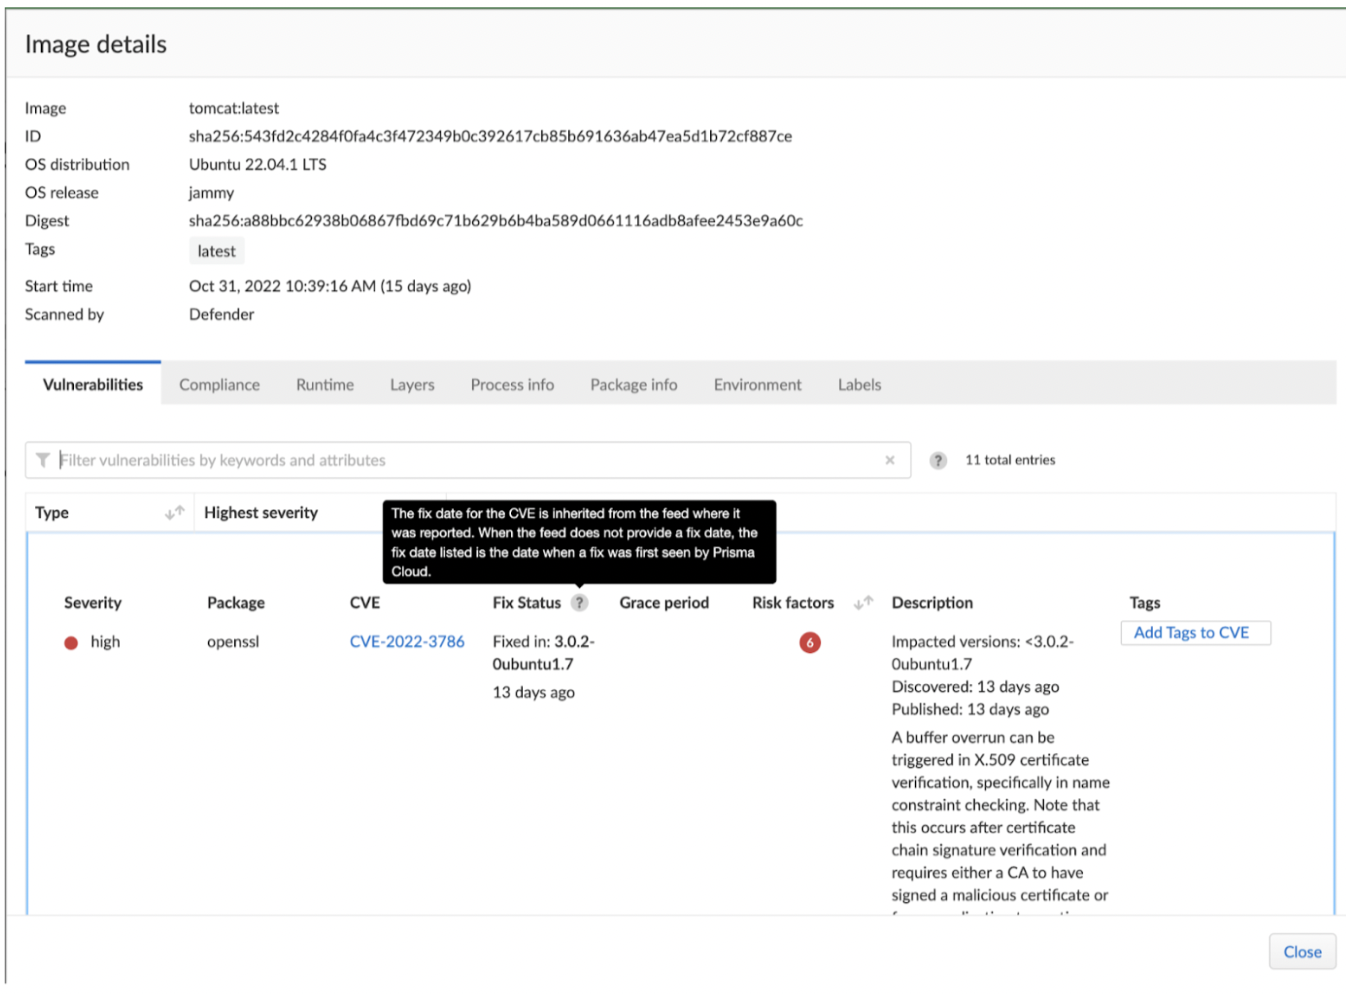 Image details
Image tomcat:latest
ID sha256:543fd2c4284f0fa4c3f472349b0c392617cb85b691636ab47ea5d1b72cf887ce
OS distribution Ubuntu 22.04.1 LTS
OS release jammy
Digest sha256:a88bbc62938b06867fbd69c71b629b6b4ba589d0661116adb8afee2453e9a60c
Tags latest
Start time Oct 31, 2022 10:39:16 AM (15 days ago)
Scanned by Defender
Vulnerabilities Compliance Runtime Layers Process info Package info Environment Labels
Filter vulnerabilities by keywords and attributes × ? 11 total entries
Type Highest severity
The fix date for the CVE is inherited from the feed where it
was reported. When the feed does not provide a fix date, the
fix date listed is the date when a fix was first seen by Prisma
Cloud.
Severity Package CVE Fix Status ? Grace period Risk factors Description Tags
high openssl CVE-2022-3786 Fixed in: 3.0.2-
0ubuntu1.7
13 days ago
6
Impacted versions: <3.0.2-
0ubuntu1.7
Discovered: 13 days ago
Published: 13 days ago
A buffer overrun can be
triggered in X.509 certificate
verification, specifically in name
constraint checking. Note that
this occurs after certificate
chain signature verification and
requires either a CA to have
signed a malicious certificate or
Add Tags to CVE
Close